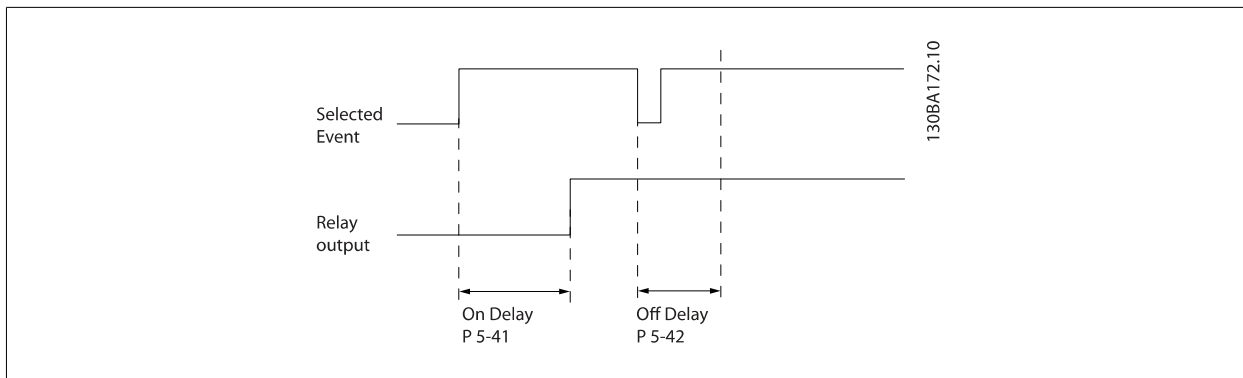 Selected
Event
130BA172.10
Relay
output
On Delay
P 5-41
Off Delay
P 5-42